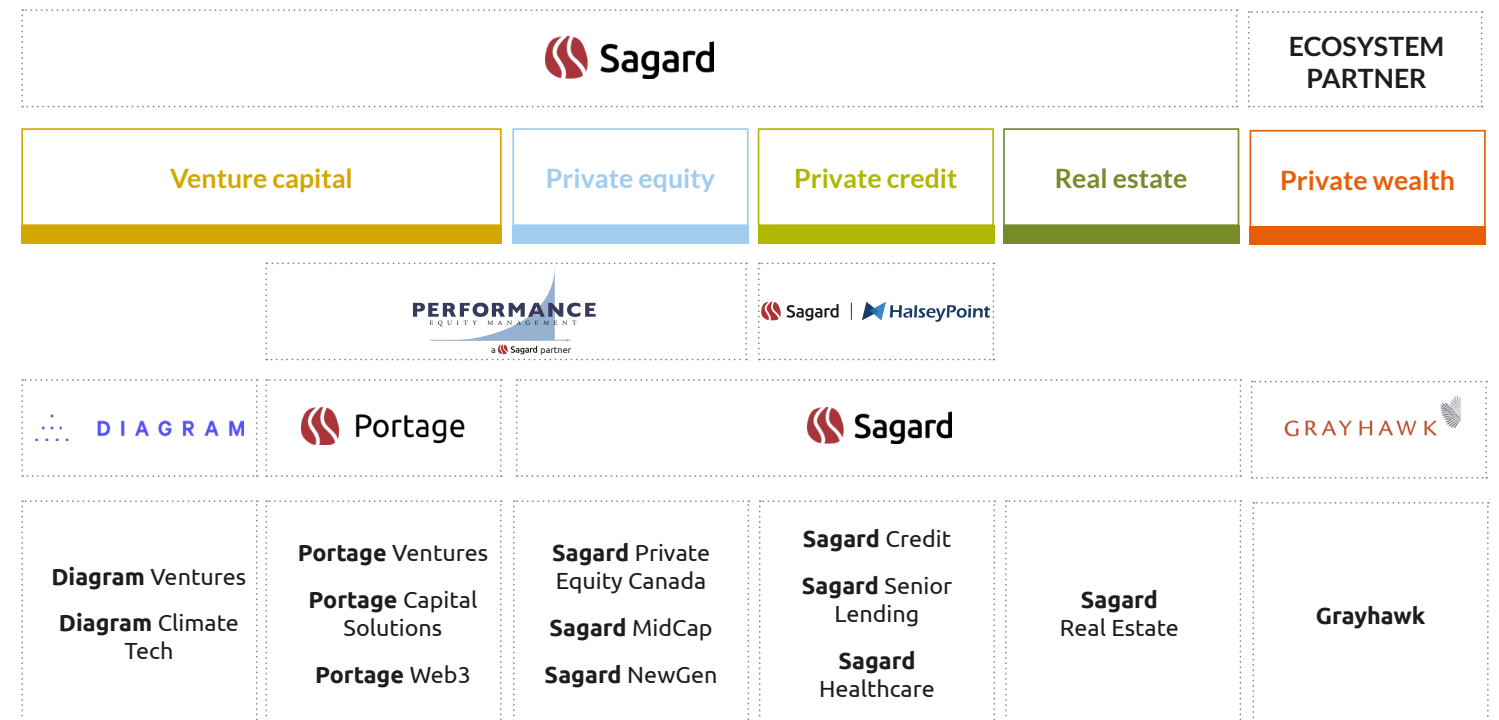 Sagard
ECOSYSTEM
PARTNER
Venture capital
Private equity
Private credit
Real estate
Private wealth
PERFORMANCE
EQUITY MANAGEMENT
a Sagard partner
Sagard | HalseyPoint
DIAGRAM
Portage
Sagard
GRAYHAWK
Diagram Ventures
Diagram Climate
Tech
Portage Ventures
Portage Capital
Solutions
Portage Web3
Sagard Private
Equity Canada
Sagard MidCap
Sagard NewGen
Sagard Credit
Sagard Senior
Lending
Sagard
Healthcare
Sagard
Real Estate
Grayhawk